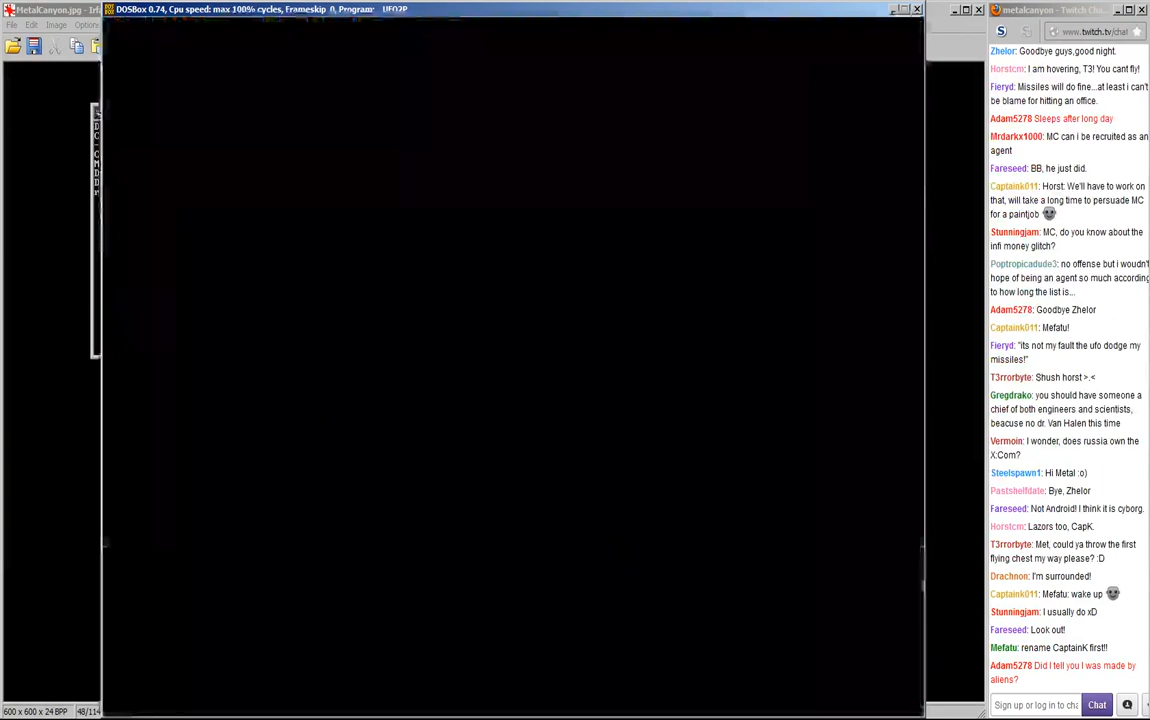 MetalCanyon.jpg - Irf
File Edit Image Options
DOSBox 0.74, Cpu speed: max 100% cycles, Frameskip 0, Program: UFO2P
600 x 600 x 24 BPP 48/114
metalcanyon - Twitch Chat
www.twitch.tv/chat
Zhelor: Goodbye guys,good night.
Horstcm: I am hovering, T3! You cant fly!
Fieryd: Missiles will do fine...at least i can't
be blame for hitting an office.
Adam5278 Sleeps after long day
Mrdarkx1000: MC can i be recruited as an
agent
Fareseed: BB, he just did.
Captaink011: Horst: We'll have to work on
that, will take a long time to persuade MC
for a paintjob
Stunningjam: MC, do you know about the
infi money glitch?
Poptropicadude3: no offense but i woudn't
hope of being an agent so much according
to how long the list is...
Adam5278: Goodbye Zhelor
Captaink011: Mefatu!
Fieryd: "its not my fault the ufo dodge my
missiles!"
T3rrorbyte: Shush horst >.<
Gregdrako: you should have someone a
chief of both engineers and scientists,
beacuse no dr. Van Halen this time
Vermoin: I wonder, does russia own the
X:Com?
Steelspawn1: Hi Metal :o)
Pastshelfdate: Bye, Zhelor
Fareseed: Not Android! I think it is cyborg.
Horstcm: Lazors too, CapK.
T3rrorbyte: Met, could ya throw the first
flying chest my way please? :D
Drachnon: I'm surrounded!
Captaink011: Mefatu: wake up
Stunningjam: I usually do xD
Fareseed: Look out!
Mefatu: rename CaptainK first!!
Adam5278 Did I tell you I was made by
aliens?
Sign up or log in to cha
Chat